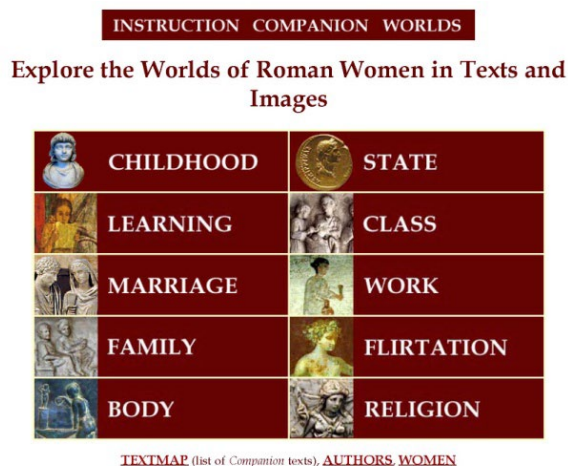 INSTRUCTION COMPANION WORLDS
Explore the Worlds of Roman Women in Texts and
Images
CHILDHOOD
STATE
LEARNING
CLASS
MARRIAGE
WORK
FAMILY
FLIRTATION
BODY
RELIGION
TEXTMAP (list of Companion texts), AUTHORS, WOMEN